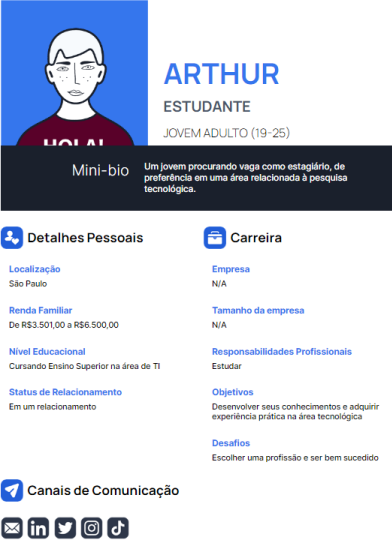 ARTHUR
ESTUDANTE
JOVEM ADULTO (19-25)
HOLA!
Mini-bio
Um jovem procurando vaga como estagiário, de
preferência em uma área relacionada à pesquisa
tecnológica.
Detalhes Pessoais
Localização
São Paulo
Renda Familiar
De R$3.501,00 a R$6.500,00
Nível Educacional
Cursando Ensino Superior na área de TI
Status de Relacionamento
Em um relacionamento
Carreira
Empresa
N/A
Tamanho da empresa
N/A
Responsabilidades Profissionais
Estudar
Objetivos
Desenvolver seus conhecimentos e adquirir
experiência prática na área tecnológica
Desafios
Escolher uma profissão e ser bem sucedido
Canais de Comunicação